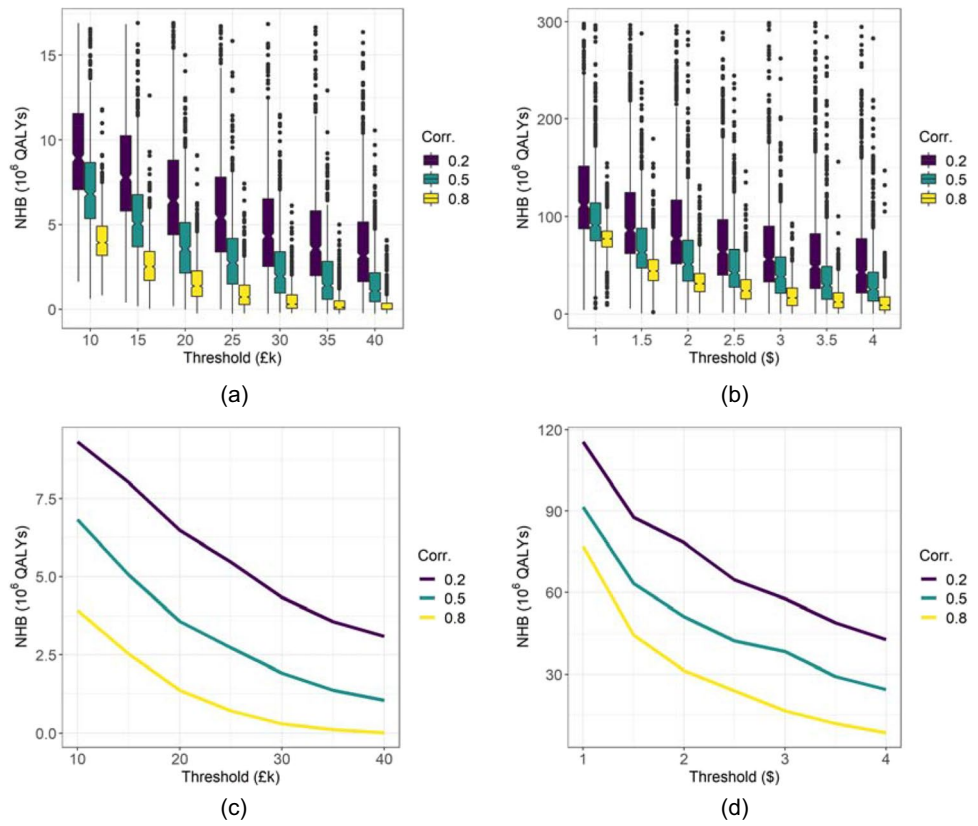 NHB (10⁶ QALYs)
15
10
5
0
10 15 20 25 30 35 40
Threshold (£k)
Corr.
0.2
0.5
0.8
(a)
NHB (10⁶ QALYs)
300
200
100
0
1 1.5 2 2.5 3 3.5 4
Threshold ($)
Corr.
0.2
0.5
0.8
(b)
NHB (10⁶ QALYs)
7.5
5.0
2.5
0.0
10 20 30 40
Threshold (£k)
Corr.
0.2
0.5
0.8
(c)
NHB (10⁶ QALYs)
120
90
60
30
1 2 3 4
Threshold ($)
Corr.
0.2
0.5
0.8
(d)